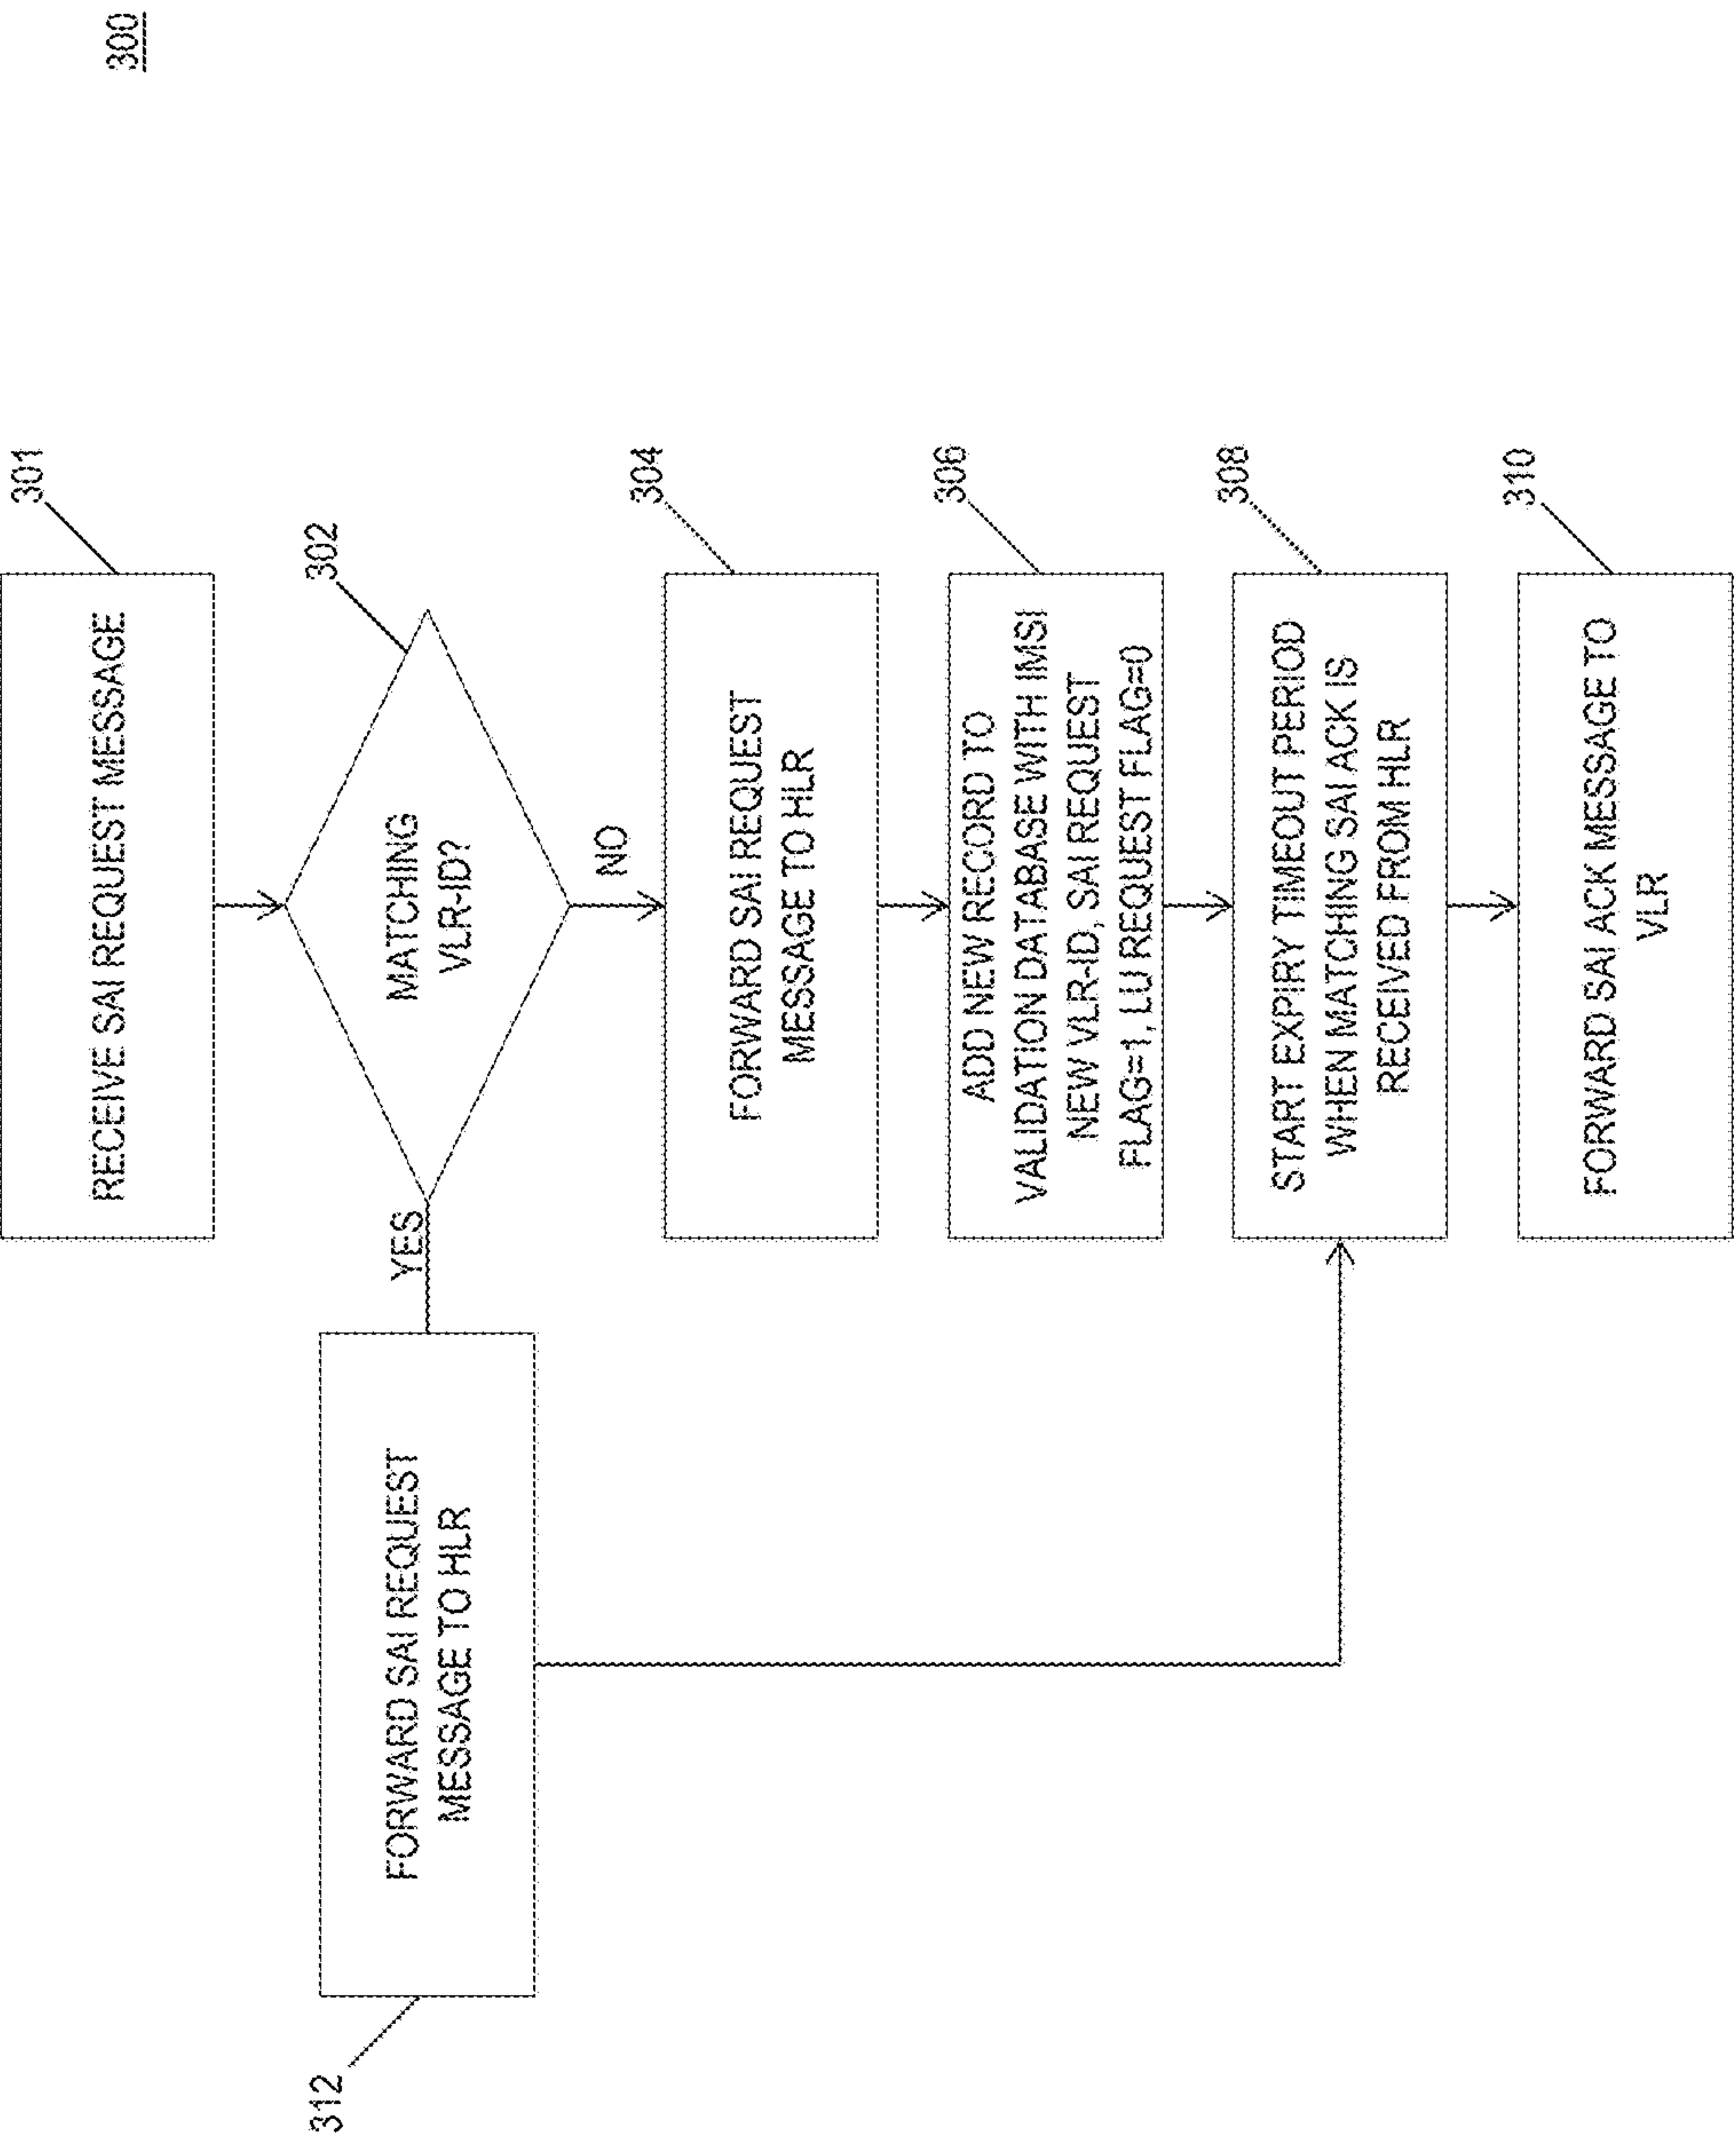 300
301
RECEIVE SAI REQUEST MESSAGE
302
MATCHING
VLR-ID?
YES
NO
312
FORWARD SAI REQUEST
MESSAGE TO HLR
304
FORWARD SAI REQUEST
MESSAGE TO HLR
306
ADD NEW RECORD TO
VALIDATION DATABASE WITH IMSI
NEW VLR-ID, SAI REQUEST
FLAG=1, LU REQUEST FLAG=0
308
START EXPIRY TIMEOUT PERIOD
WHEN MATCHING SAI ACK IS
RECEIVED FROM HLR
310
FORWARD SAI ACK MESSAGE TO
VLR